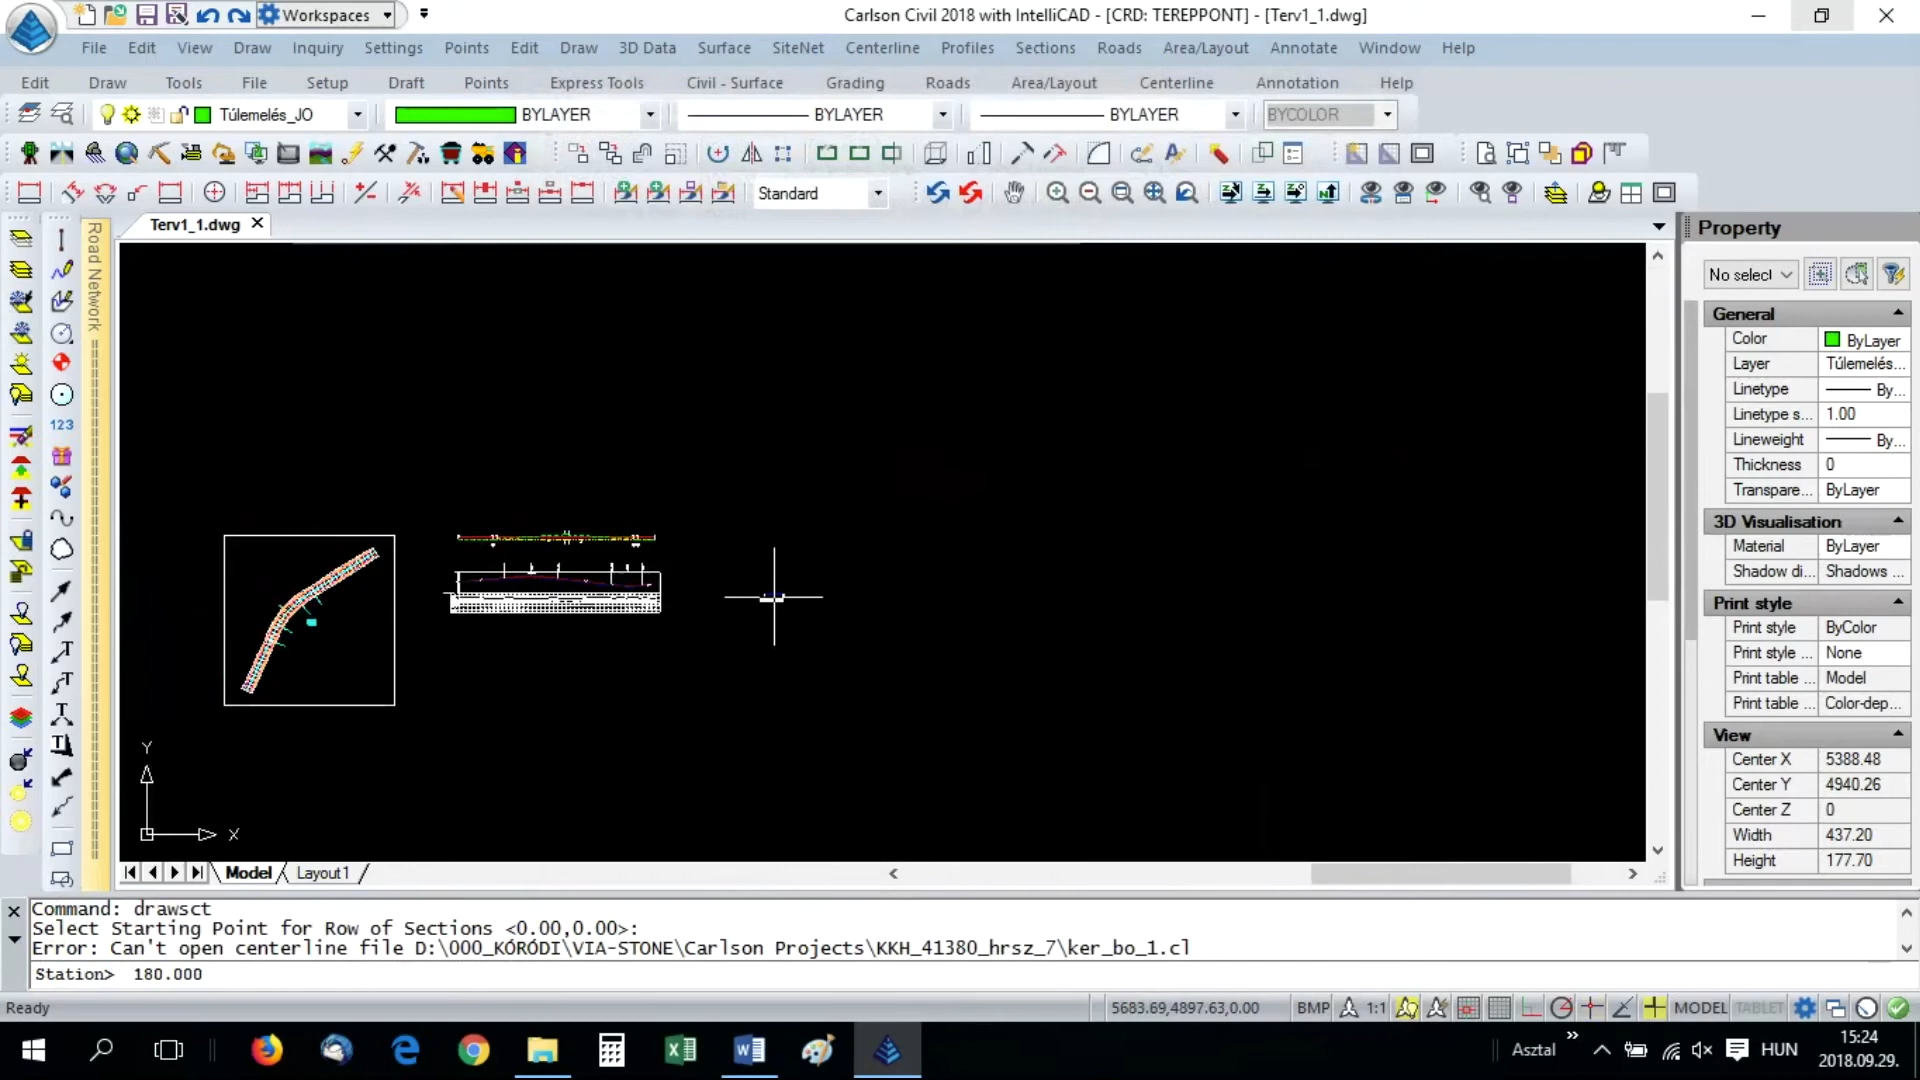 Workspaces
Carlson Civil 2018 with IntelliCAD - [CRD: TEREPPONT] - [Terv1_1.dwg]
File Edit View Draw Inquiry Settings Points Edit Draw 3D Data Surface SiteNet Centerline Profiles Sections Roads Area/Layout Annotate Window Help
Edit Draw Tools File Setup Draft Points Express Tools Civil - Surface Grading Roads Area/Layout Centerline Annotation Help
Túlemelés_JO BYLAYER BYLAYER BYLAYER BYCOLOR
Standard
Terv1_1.dwg
Road Network
Property
No select
General
Color ByLayer
Layer Túlemelés...
Linetype By...
Linetype s... 1.00
Lineweight By...
Thickness 0
Transpare... ByLayer
3D Visualisation
Material ByLayer
Shadow di... Shadows ...
Print style
Print style ByColor
Print style ... None
Print table ... Model
Print table ... Color-dep...
View
Center X 5388.48
Center Y 4940.26
Center Z 0
Width 437.20
Height 177.70
123
Y
X
Model Layout1
Command: drawsct
Select Starting Point for Row of Sections <0.00,0.00>:
Error: Can't open centerline file D:\000_KÓRÓDI\VIA-STONE\Carlson Projects\KKH_41380_hrsz_7\ker_bo_1.cl
Station> 180.000
Ready 5683.69,4897.63,0.00 BMP 1:1 MODEL TABLET
Asztal HUN 15:24
2018.09.29.